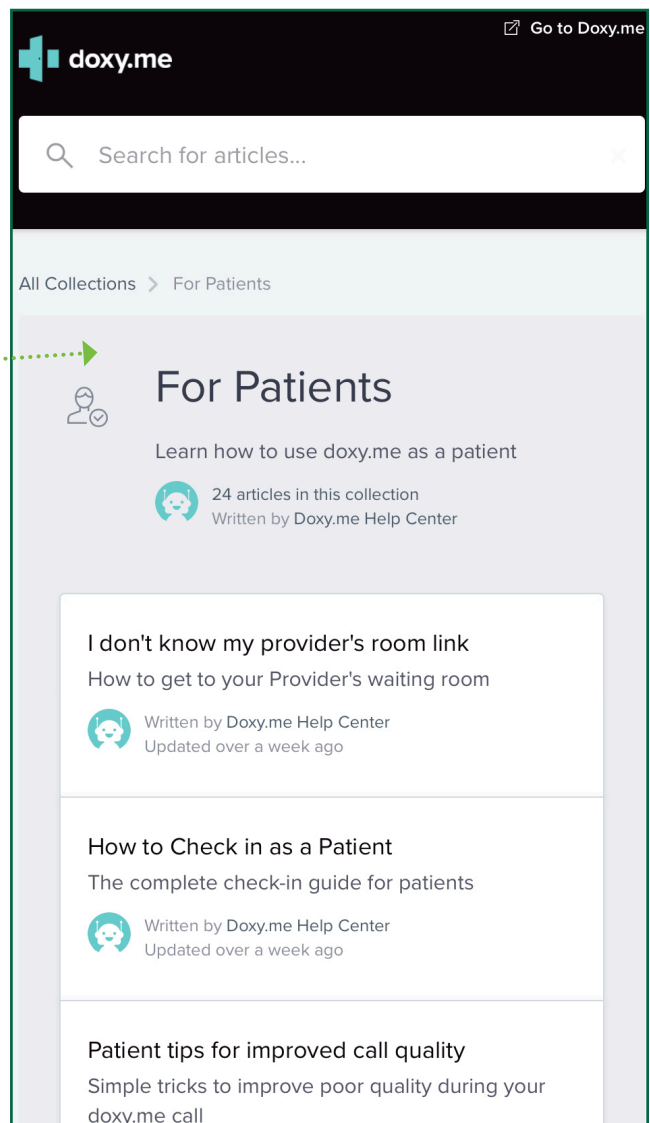 Go to Doxy.me
doxy.me
Search for articles...
All Collections > For Patients
For Patients
Learn how to use doxy.me as a patient
24 articles in this collection
Written by Doxy.me Help Center
I don't know my provider's room link
How to get to your Provider's waiting room
Written by Doxy.me Help Center
Updated over a week ago
How to Check in as a Patient
The complete check-in guide for patients
Written by Doxy.me Help Center
Updated over a week ago
Patient tips for improved call quality
Simple tricks to improve poor quality during your
doxy.me call